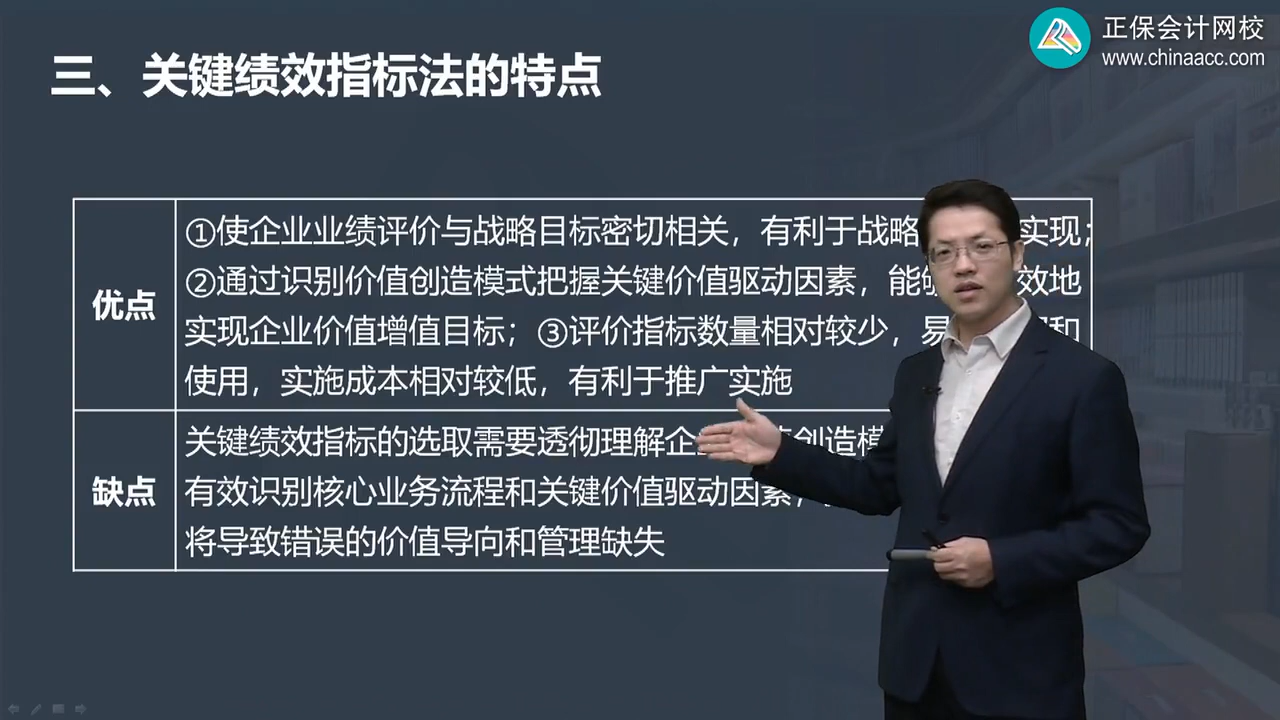 正保会计网校
www.chinaacc.com
三、关键绩效指标法的特点
优点
①使企业业绩评价与战略目标密切相关，有利于战略 实现；
②通过识别价值创造模式把握关键价值驱动因素，能 效地
实现企业价值增值目标；③评价指标数量相对较少，易 和
使用，实施成本相对较低，有利于推广实施
缺点
关键绩效指标的选取需要透彻理解企 创造
有效识别核心业务流程和关键价值驱动因素，
将导致错误的价值导向和管理缺失